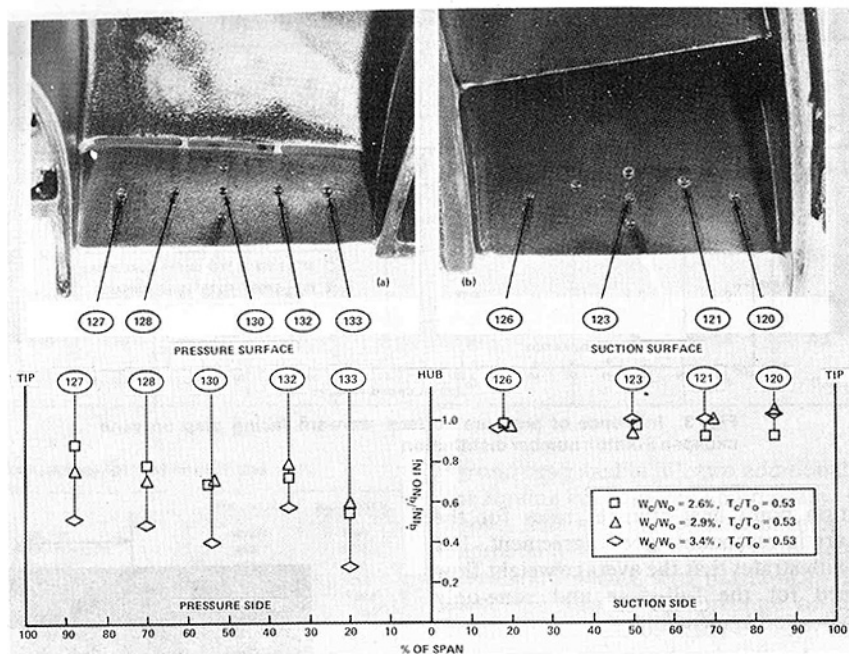 (a)
(b)
127 128 130 132 133
126 123 121 120
PRESSURE SURFACE
SUCTION SURFACE
TIP HUB TIP
127 128 130 132 133
126 123 121 120
q̇INJ/q̇NO INJ
1.0
0.8
0.6
0.4
0.2
W_C/W_O = 2.6%, T_C/T_O = 0.53
W_C/W_O = 2.9%, T_C/T_O = 0.53
W_C/W_O = 3.4%, T_C/T_O = 0.53
PRESSURE SIDE
SUCTION SIDE
100 90 80 70 60 50 40 30 20 10 0 10 20 30 40 50 60 70 80 90 100
% OF SPAN